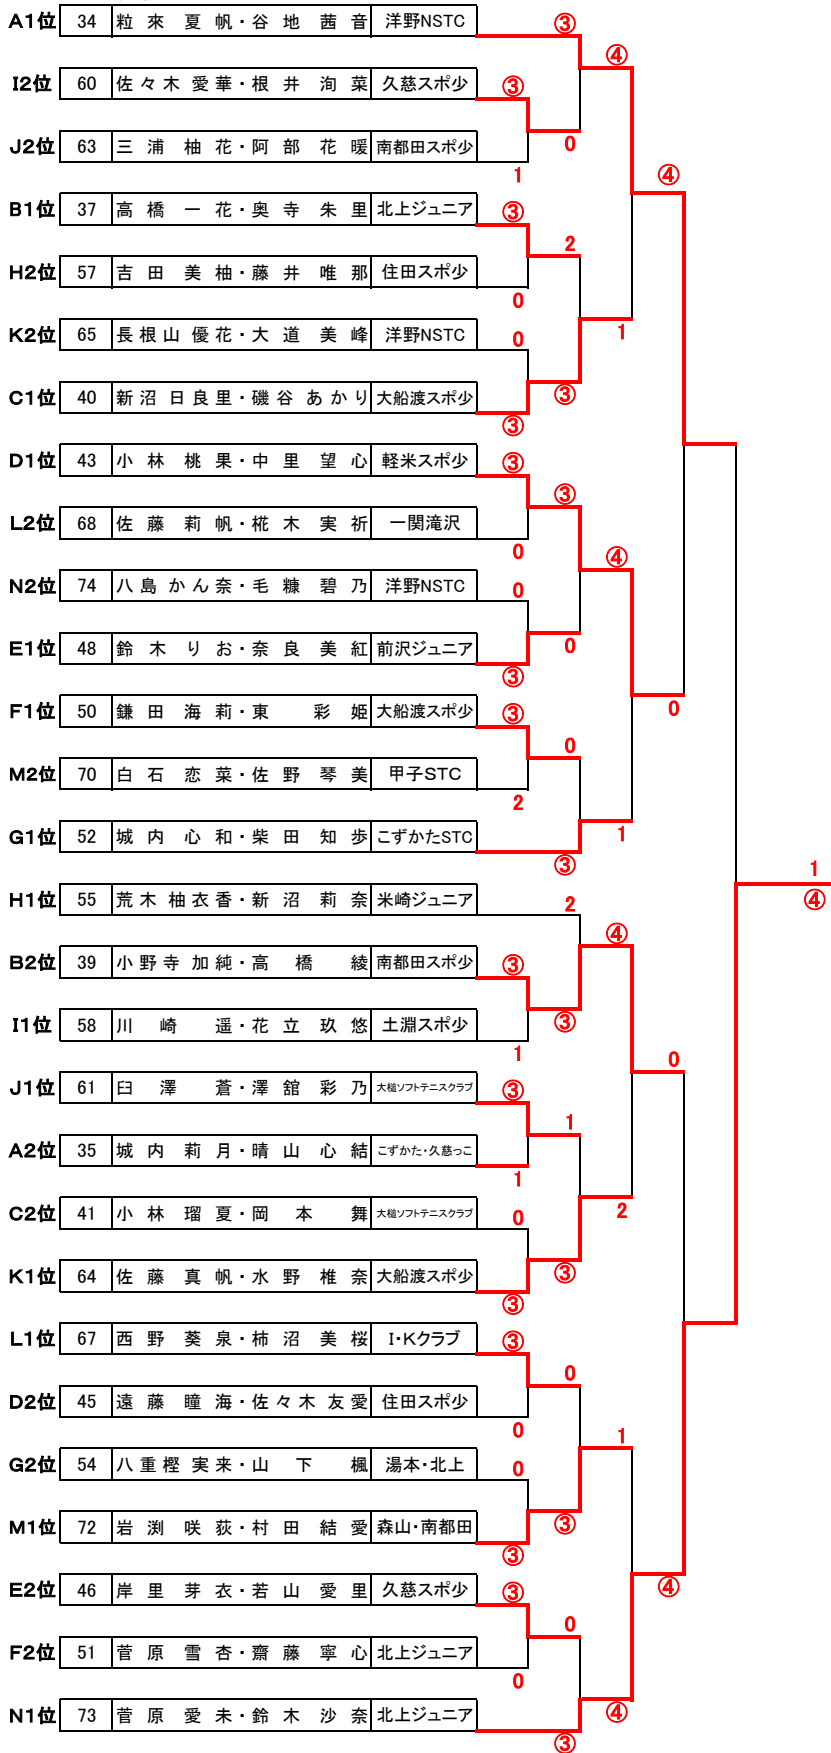 A1位 34 粒來夏帆・谷地茜音 洋野NSTC ③
④
I2位 60 佐々木愛華・根井洵菜 久慈スポ少 ③
0
J2位 63 三浦柚花・阿部花暖 南都田スポ少 1
④
B1位 37 高橋一花・奥寺朱里 北上ジュニア ③
2
H2位 57 吉田美柚・藤井唯那 住田スポ少 0
K2位 65 長根山優花・大道美峰 洋野NSTC 0
1
③
C1位 40 新沼日良里・磯谷あかり 大船渡スポ少 ③
D1位 43 小林桃果・中里望心 軽米スポ少 ③
③
L2位 68 佐藤莉帆・椛木実祈 一関滝沢 0
④
N2位 74 八島かん奈・毛糠碧乃 洋野NSTC 0
0
E1位 48 鈴木りお・奈良美紅 前沢ジュニア ③
0
F1位 50 鎌田海莉・東彩姫 大船渡スポ少 ③
0
M2位 70 白石恋菜・佐野琴美 甲子STC 2
1
G1位 52 城内心和・柴田知歩 こずかたSTC ③
1
④
H1位 55 荒木柚衣香・新沼莉奈 米崎ジュニア 2
④
B2位 39 小野寺加純・高橋綾 南都田スポ少 ③
③
I1位 58 川崎遥・花立玖悠 土淵スポ少 1
0
J1位 61 臼澤蒼・澤舘彩乃 大槌ソフトテニスクラブ ③
1
A2位 35 城内莉月・晴山心結 こずかた・久慈っこ 1
C2位 41 小林瑠夏・岡本舞 大槌ソフトテニスクラブ 0
2
③
K1位 64 佐藤真帆・水野椎奈 大船渡スポ少 ③
L1位 67 西野葵泉・柿沼美桜 I・Kクラブ ③
0
D2位 45 遠藤瞳海・佐々木友愛 住田スポ少 0
1
G2位 54 八重樫実来・山下楓 湯本・北上 0
③
M1位 72 岩渕咲荻・村田結愛 森山・南都田 ③
E2位 46 岸里芽衣・若山愛里 久慈スポ少 ③
④
0
F2位 51 菅原雪杏・齋藤寧心 北上ジュニア 0
④
N1位 73 菅原愛未・鈴木沙奈 北上ジュニア ③